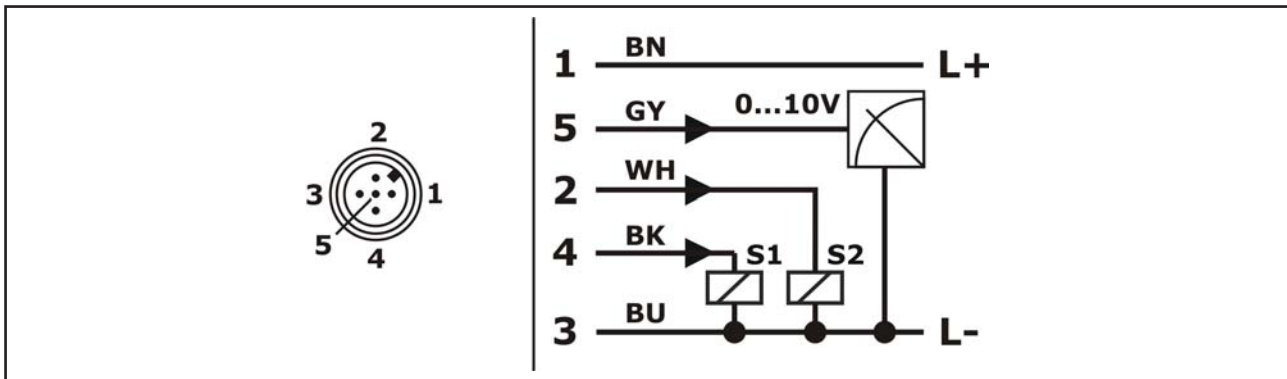 2
3
1
5
4
1 BN L+
5 GY 0...10V
2 WH
4 BK S1 S2
3 BU L-